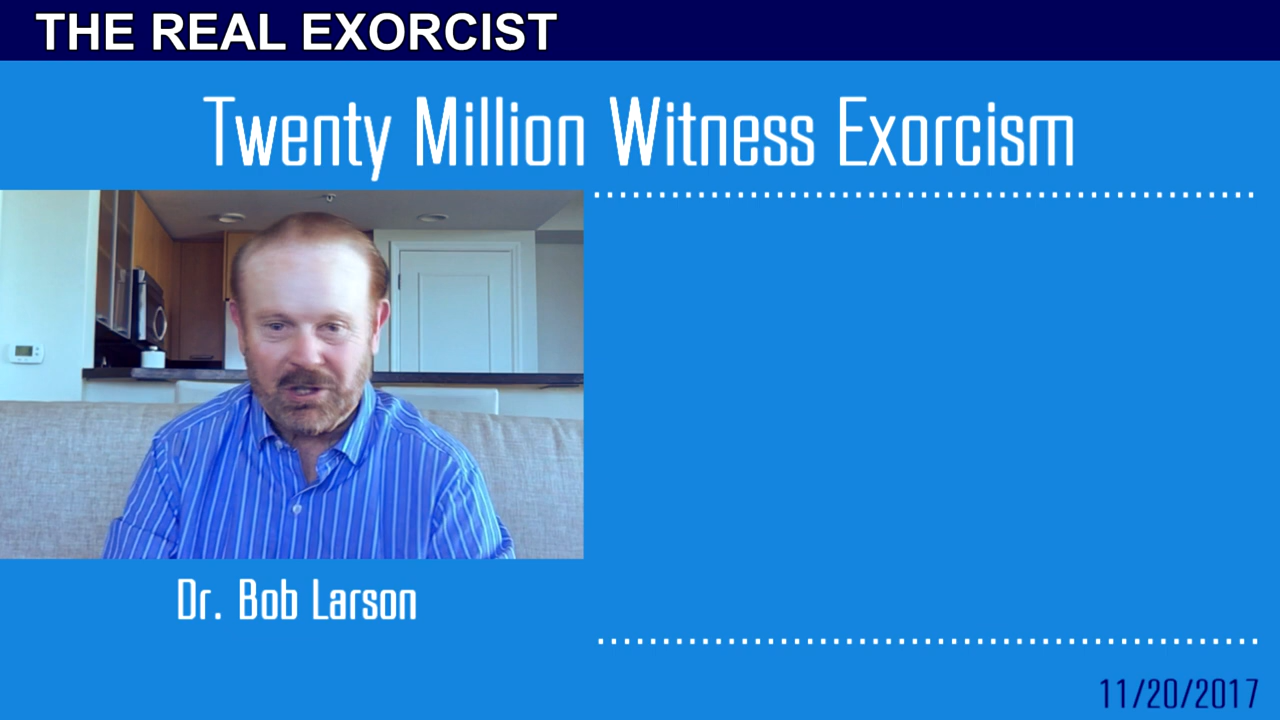 THE REAL EXORCIST
Twenty Million Witness Exorcism
Dr. Bob Larson
11/20/2017